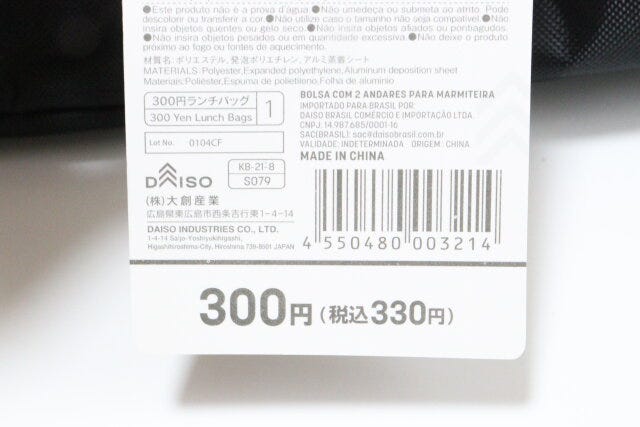 ●Este produto não é a prova d'água. ●Não umedeça ou submeta ao atrito. Pode
descolorir ou transferir a cor. ●Não utilize caso o tamanho não seja compatível. ●Não
insira objetos quentes ou gelo seco. ●Não insira objetos afiados ou pontiagudos.
●Não insira objetos pesados ou em quantidade excessiva. ●Não deixe o produto
próximo ao fogo ou fontes de aquecimento.
材質名: ポリエステル, 発泡ポリエチレン, アルミ蒸着シート
MATERIALS:Polyester,Expanded polyethylene,Aluminum deposition sheet
Materiais:Poliéster,Espuma de polietileno,Folha de alumínio
300円ランチバッグ
300 Yen Lunch Bags
1
Lot No. 0104CF
KB-21-8
S079
DAISO
(株)大創産業
広島県東広島市西条吉行東1-4-14
DAISO INDUSTRIES CO., LTD.
1-4-14 Saijo-Yoshiyukihigashi,
Higashihiroshima-City, Hiroshima 739-8501 JAPAN
BOLSA COM 2 ANDARES PARA MARMITEIRA
IMPORTADO PARA BRASIL POR:
DAISO BRASIL COMÉRCIO E IMPORTAÇÃO LTDA.
CNPJ. 14.987.685/0001-16
SAC(BRASIL): sac@daisobrasil.com.br
VALIDADE: INDETERMINADA ORIGEM : CHINA
MADE IN CHINA
4 550480 003214
300円(税込330円)